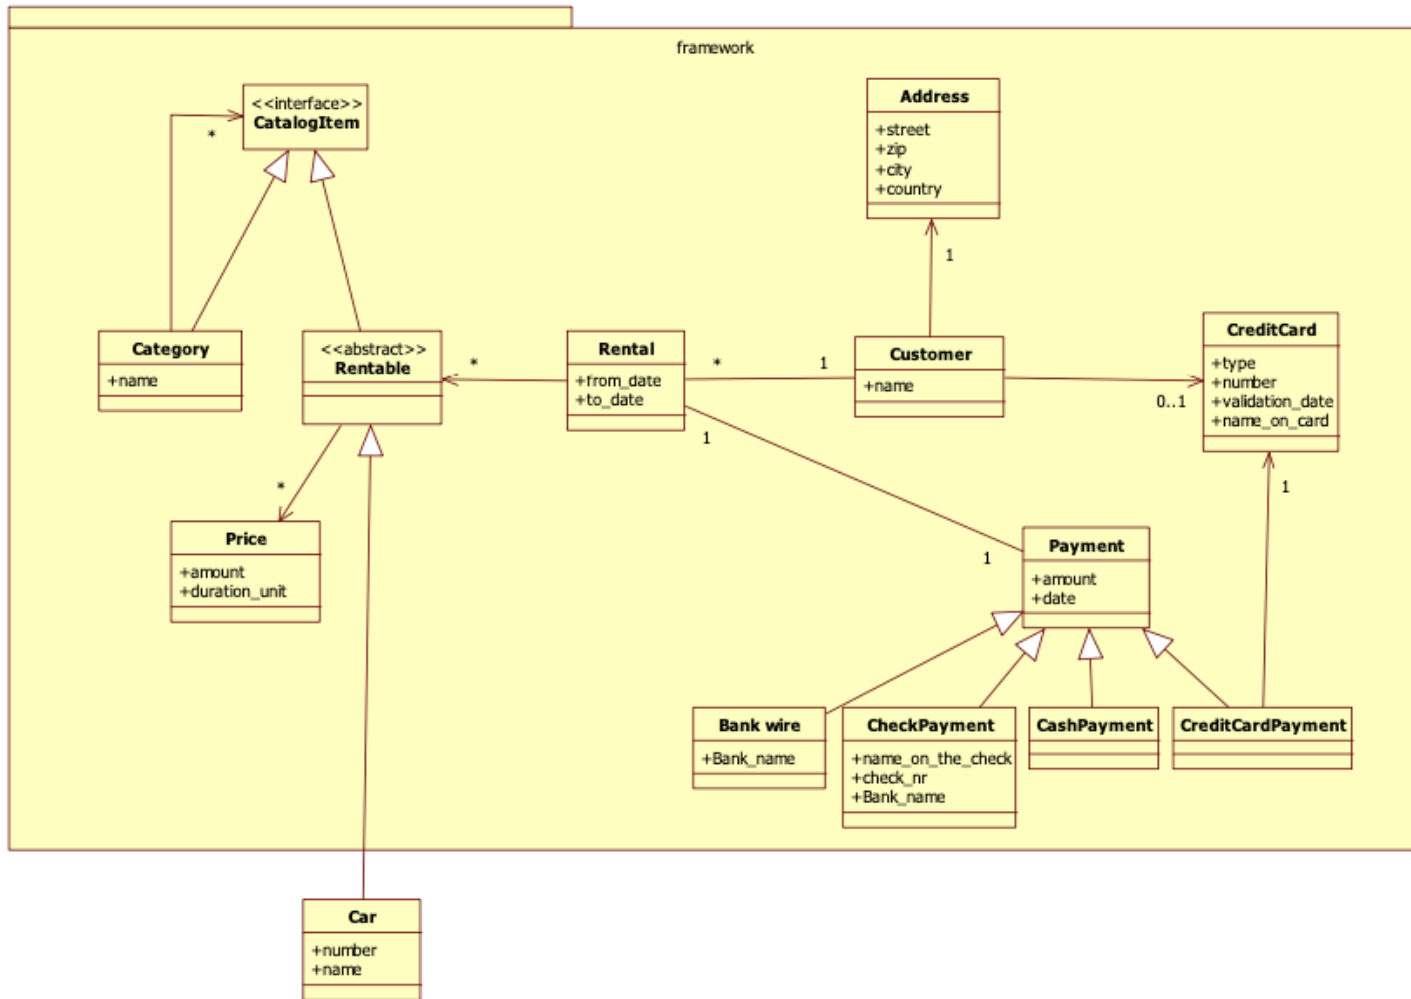 framework
<<interface>>
CatalogItem
*
Address
+street
+zip
+city
+country
1
Category
+name
<<abstract>>
Rentable
*
Rental
+from_date
+to_date
*
1
Customer
+name
0..1
CreditCard
+type
+number
+validation_date
+name_on_card
1
1
*
Price
+amount
+duration_unit
1
Payment
+amount
+date
Bank wire
+Bank_name
CheckPayment
+name_on_the_check
+check_nr
+Bank_name
CashPayment
CreditCardPayment
Car
+number
+name